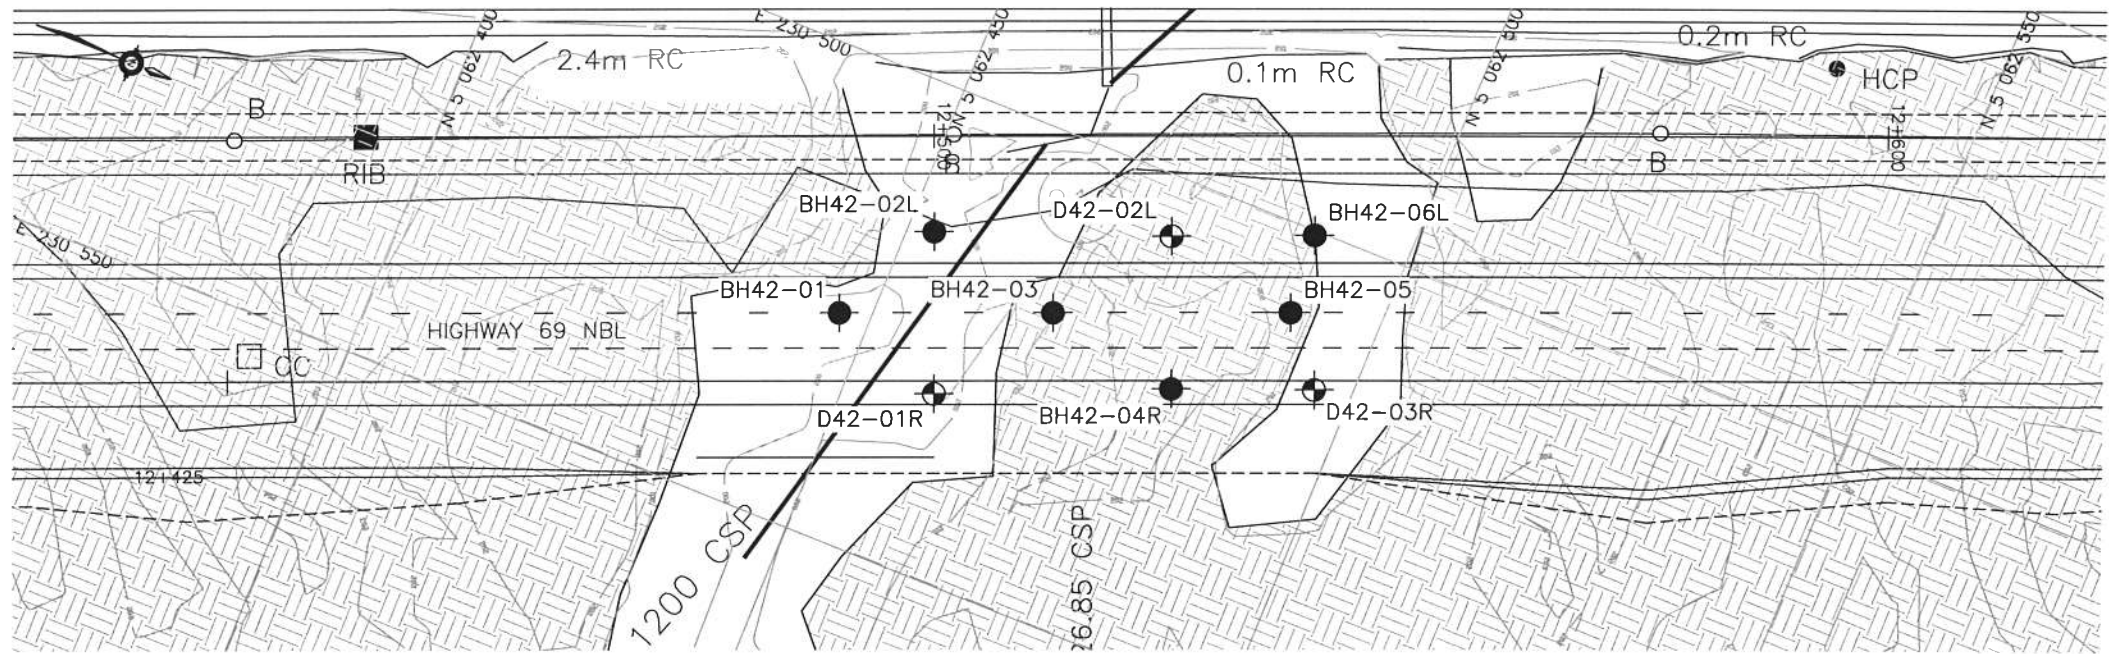 N 5 062 400
E 230 500
N 5 062 450
N 5 062 500
N 5 062 550
2.4m RC
0.1m RC
0.2m RC
HCP
B
RIB
12+500
C
B
12+600
BH42-02L
D42-02L
BH42-06L
E 230 550
BH42-01
BH42-03
BH42-05
HIGHWAY 69 NBL
CC
D42-01R
BH42-04R
D42-03R
12+425
1200 CSP
26.85 CSP